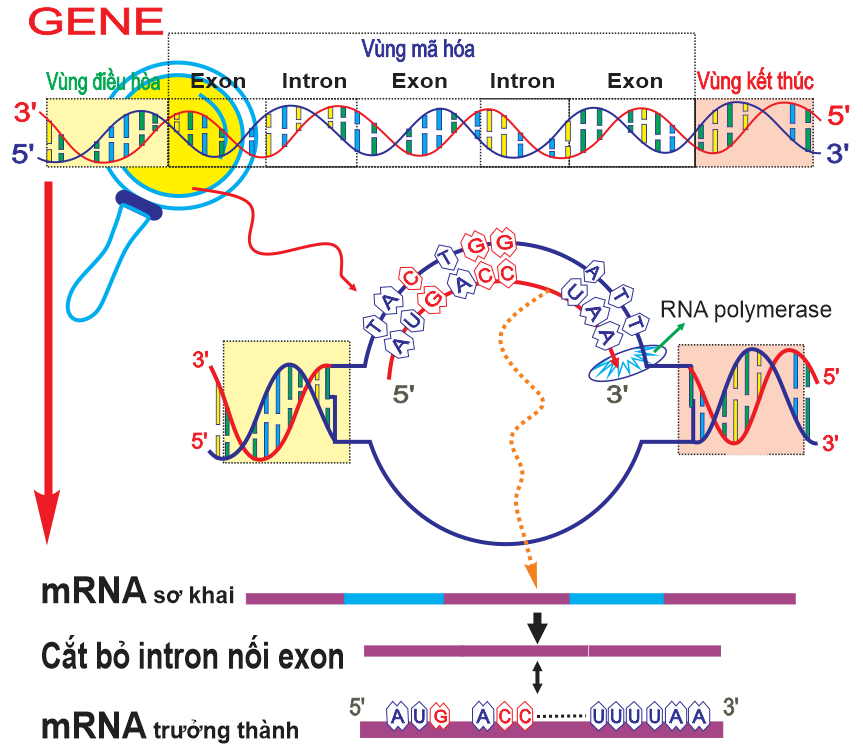 GENE
Vùng mã hóa
Vùng điều hòa Exon Intron Exon Intron Exon Vùng kết thúc
3' 5'
5' 3'
T A C T G G A T T
A U G A C C U A A
RNA polymerase
5' 3'
3' 5'
5' 3'
mRNA sơ khai
Cắt bỏ intron nối exon
5' A U G A C C U U U U A A 3'
mRNA trưởng thành